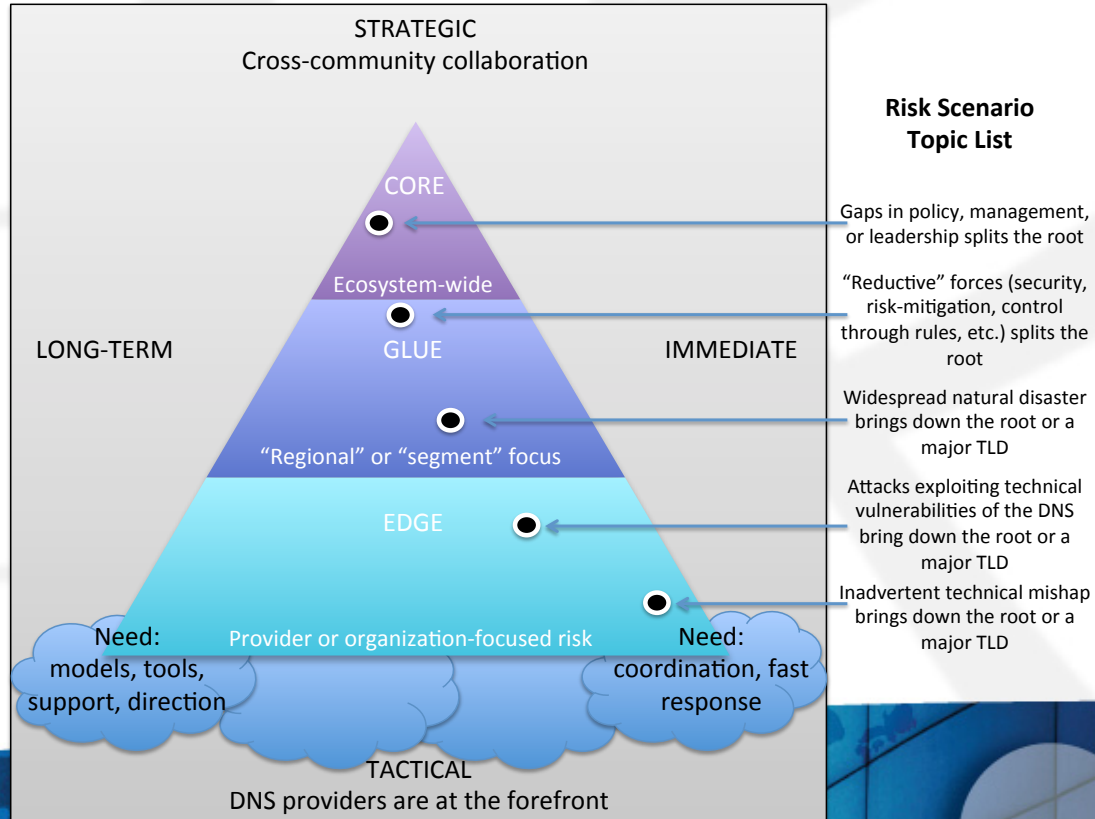 STRATEGIC
Cross-community collaboration
Risk Scenario
Topic List
CORE
Ecosystem-wide
Gaps in policy, management,
or leadership splits the root
“Reductive” forces (security,
risk-mitigation, control
through rules, etc.) splits the
root
LONG-TERM
GLUE
IMMEDIATE
“Regional” or “segment” focus
Widespread natural disaster
brings down the root or a
major TLD
EDGE
Attacks exploiting technical
vulnerabilities of the DNS
bring down the root or a
major TLD
Inadvertent technical mishap
brings down the root or a
major TLD
Provider or organization-focused risk
Need:
models, tools,
support, direction
Need:
coordination, fast
response
TACTICAL
DNS providers are at the forefront